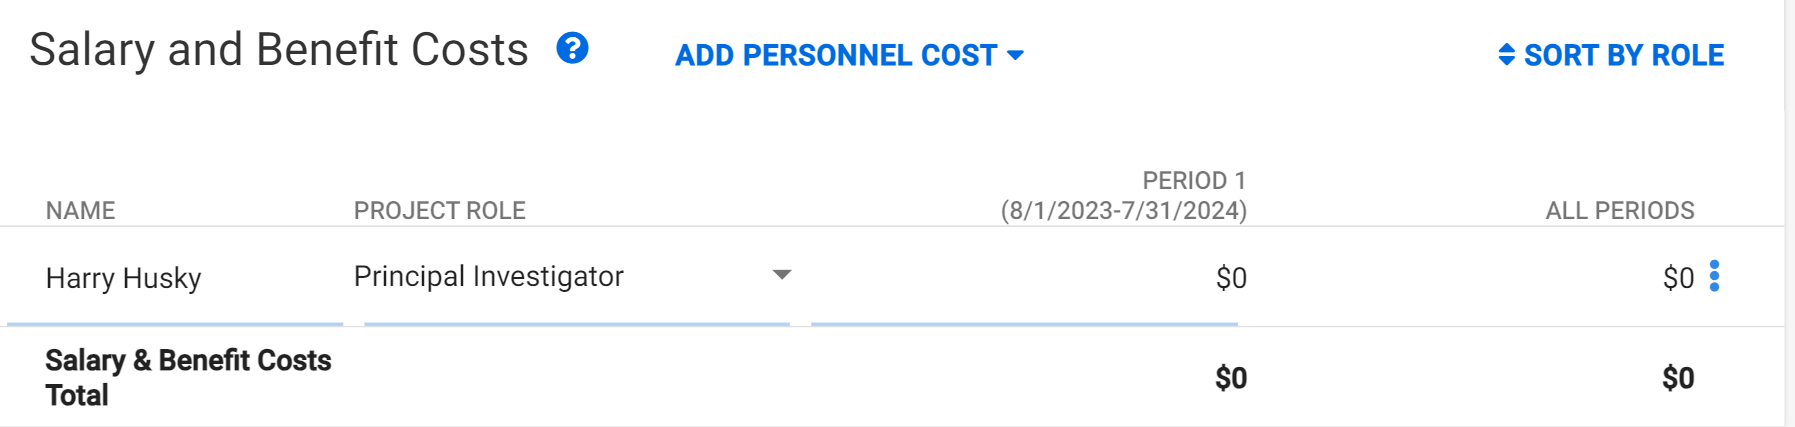 Salary and Benefit Costs ? ADD PERSONNEL COST SORT BY ROLE
PERIOD 1
NAME PROJECT ROLE (8/1/2023-7/31/2024) ALL PERIODS
Harry Husky Principal Investigator $0 $0
Salary & Benefit Costs
Total $0 $0